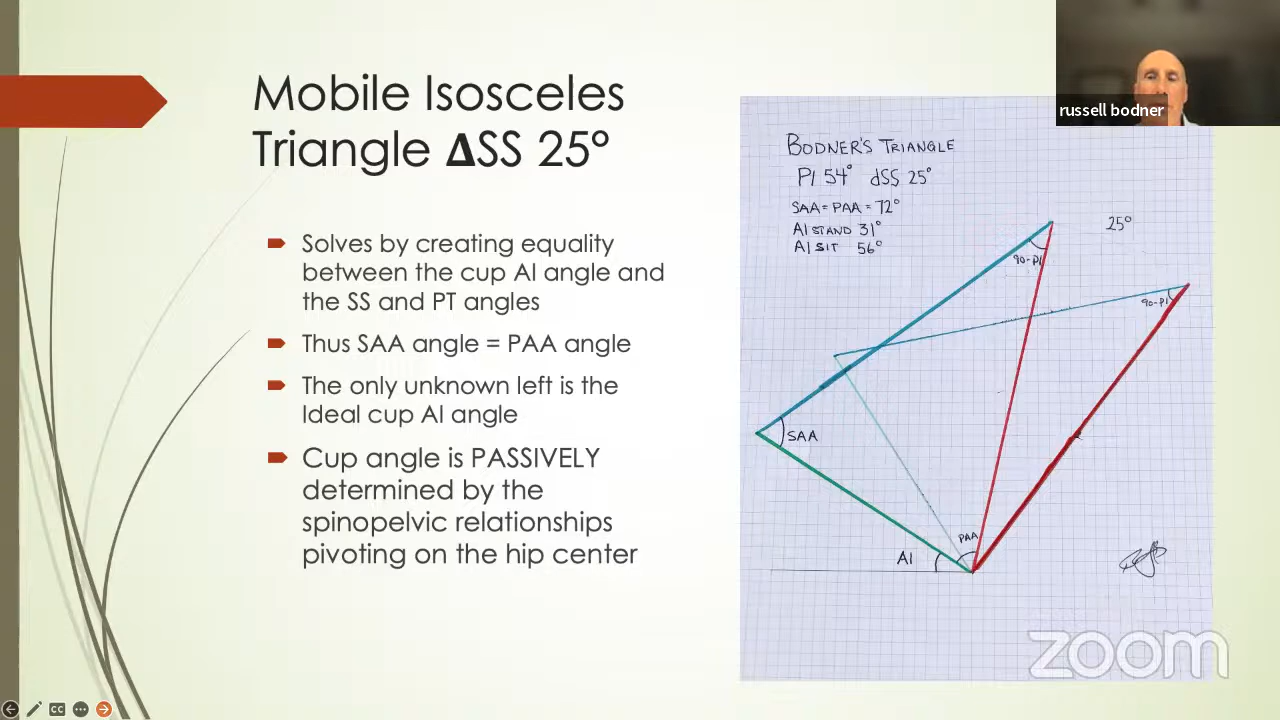 Mobile Isosceles
Triangle ΔSS 25°
Solves by creating equality
between the cup AI angle and
the SS and PT angles
Thus SAA angle = PAA angle
The only unknown left is the
Ideal cup AI angle
Cup angle is PASSIVELY
determined by the
spinopelvic relationships
pivoting on the hip center
BODNER'S TRIANGLE
PI 54° dSS 25°
SAA = PAA = 72°
AI STAND 31°
AI SIT 56°
25°
90-PI
90-PI
SAA
PAA
AI
russell bodner
zoom
CC